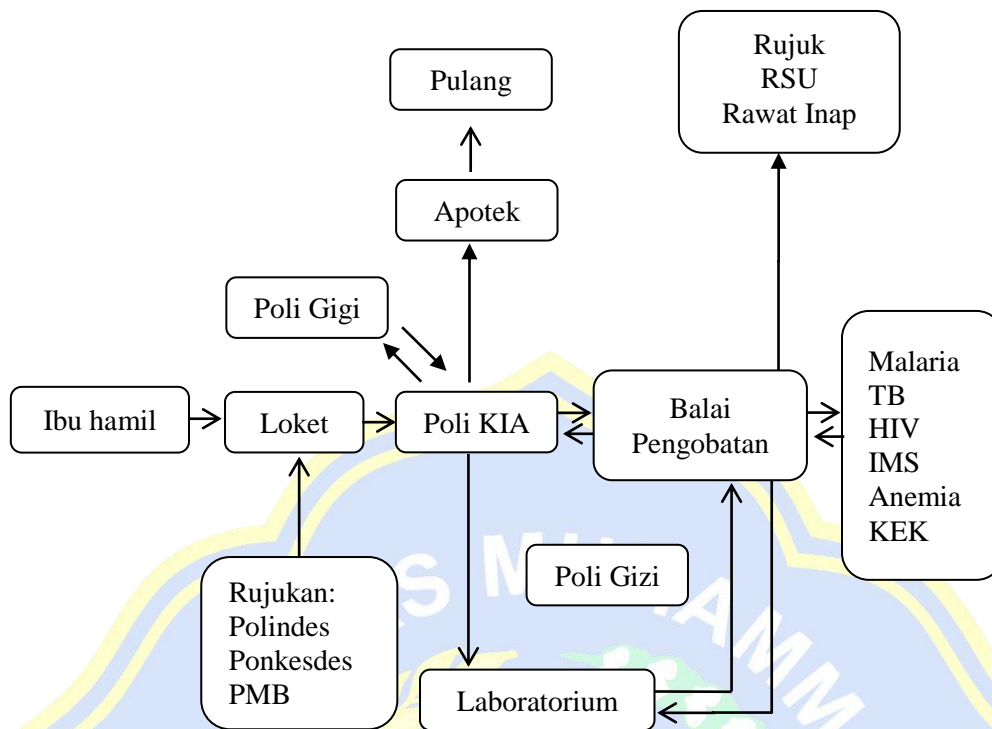 Rujuk
RSU
Rawat Inap
Pulang
Apotek
Poli Gigi
Malaria
TB
HIV
IMS
Anemia
KEK
Ibu hamil
Loket
Poli KIA
Balai
Pengobatan
Poli Gizi
Rujukan:
Polindes
Ponkesdes
PMB
Laboratorium